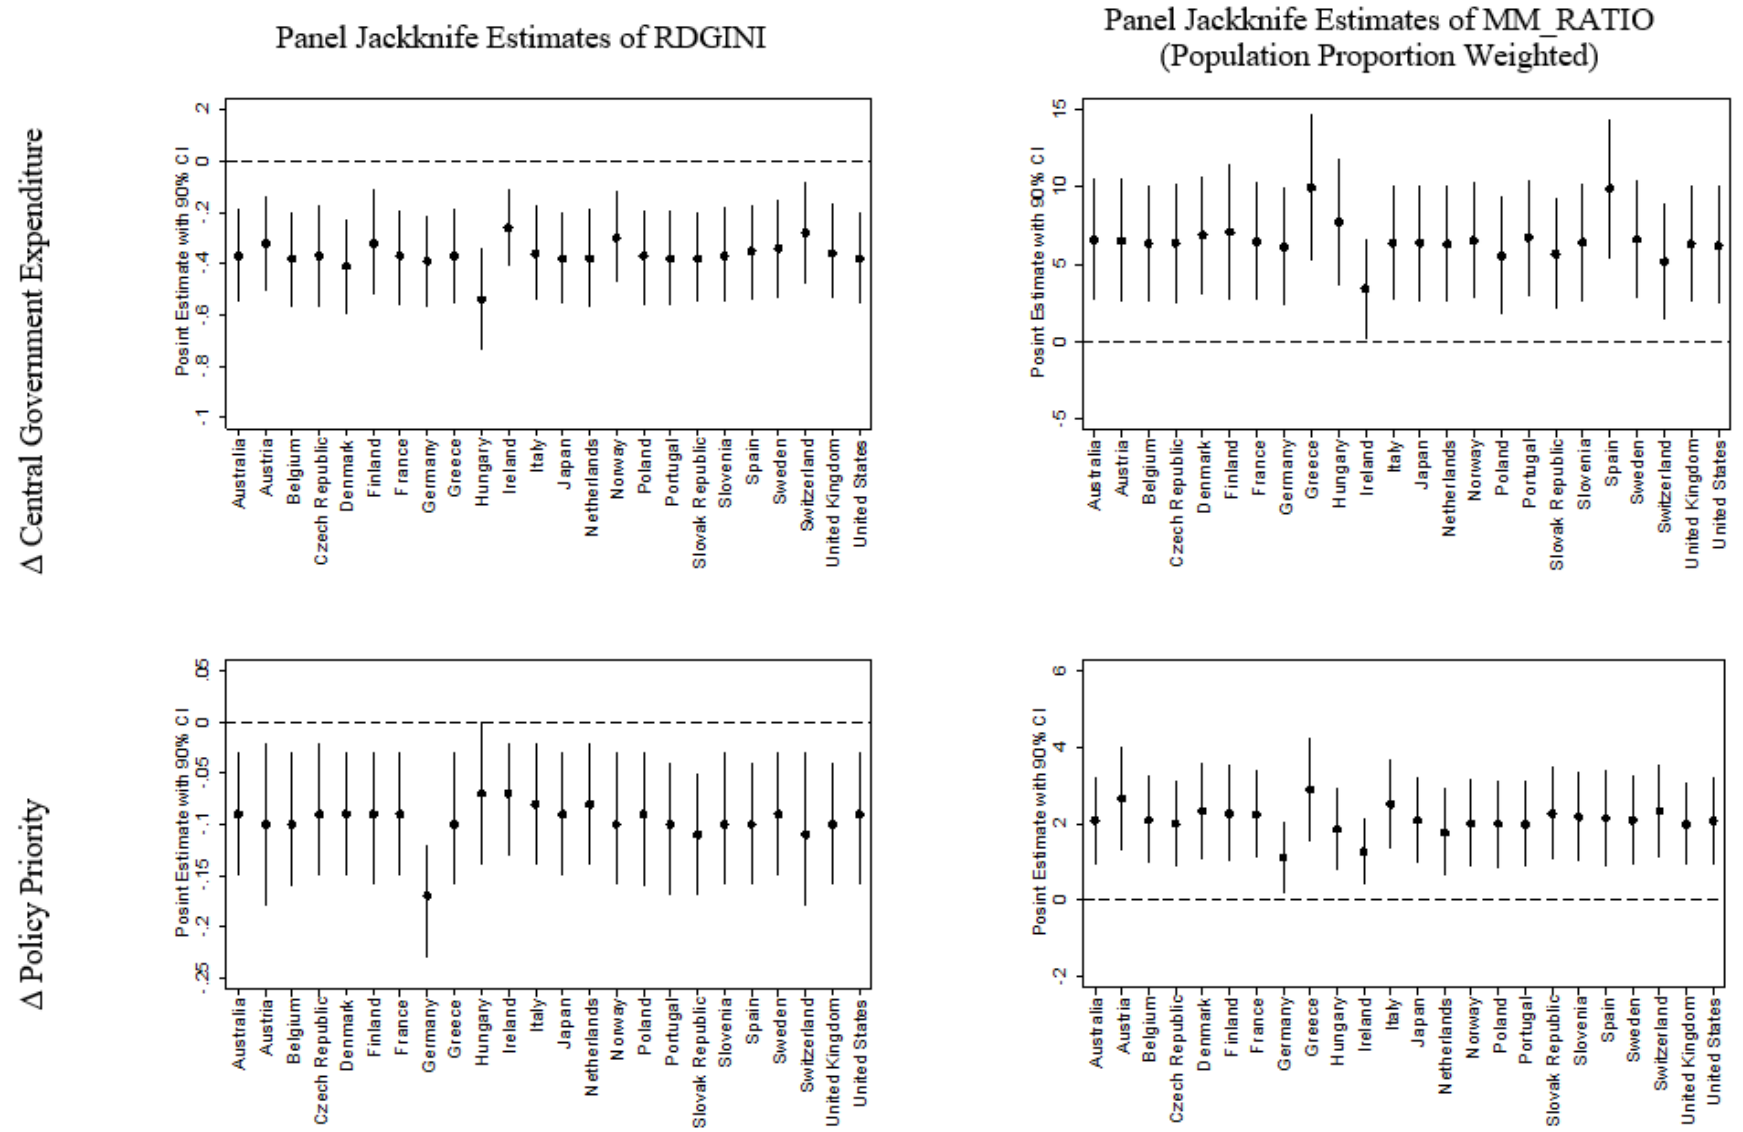 Panel Jackknife Estimates of RDGINI
Panel Jackknife Estimates of MM_RATIO
(Population Proportion Weighted)
Δ Central Government Expenditure
Posint Estimate with 90% CI
.2
0
-.2
-.4
-.6
-.8
-1
Australia
Austria
Belgium
Czech Republic
Denmark
Finland
France
Germany
Greece
Hungary
Ireland
Italy
Japan
Netherlands
Norway
Poland
Portugal
Slovak Republic
Slovenia
Spain
Sweden
Switzerland
United Kingdom
United States
Posint Estimate with 90% CI
15
10
5
0
-5
Australia
Austria
Belgium
Czech Republic
Denmark
Finland
France
Germany
Greece
Hungary
Ireland
Italy
Japan
Netherlands
Norway
Poland
Portugal
Slovak Republic
Slovenia
Spain
Sweden
Switzerland
United Kingdom
United States
Δ Policy Priority
Posint Estimate with 90% CI
.05
0
-.05
-.1
-.15
-.2
-.25
Australia
Austria
Belgium
Czech Republic
Denmark
Finland
France
Germany
Greece
Hungary
Ireland
Italy
Japan
Netherlands
Norway
Poland
Portugal
Slovak Republic
Slovenia
Spain
Sweden
Switzerland
United Kingdom
United States
Posint Estimate with 90% CI
6
4
2
0
-2
Australia
Austria
Belgium
Czech Republic
Denmark
Finland
France
Germany
Greece
Hungary
Ireland
Italy
Japan
Netherlands
Norway
Poland
Portugal
Slovak Republic
Slovenia
Spain
Sweden
Switzerland
United Kingdom
United States